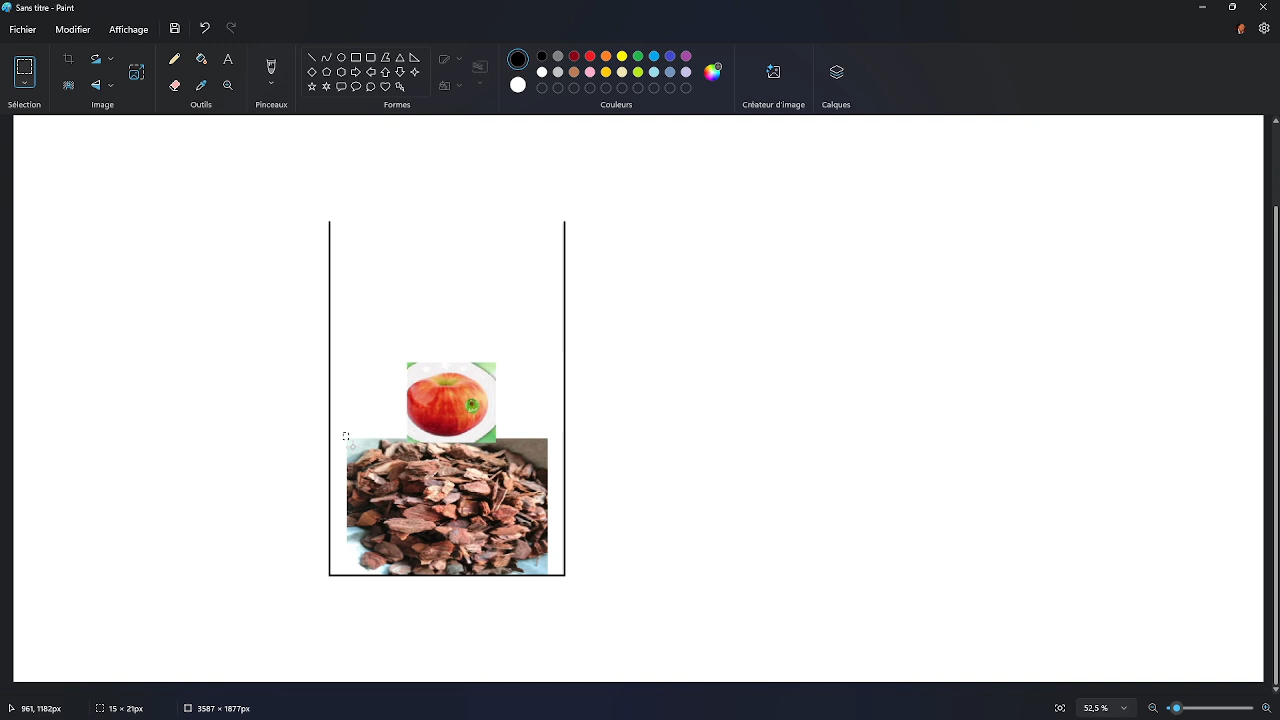 Sans titre - Paint
Fichier Modifier Affichage
Sélection Image Outils Pinceaux Formes Couleurs Créateur d'image Calques
961, 1182px 15 × 21px 3587 × 1877px 52,5 %